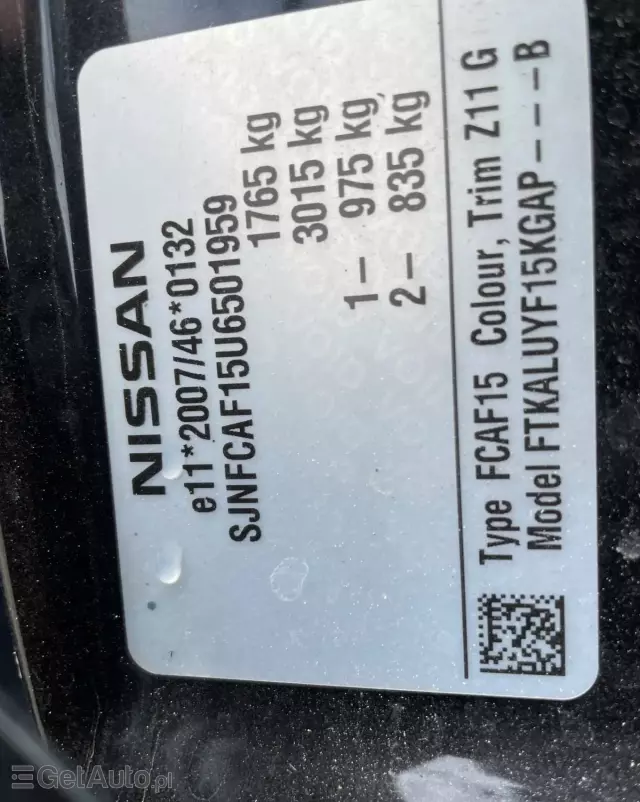 NISSAN
e11*2007/46*0132
SJNFCAF15U6501959
1765 kg
3015 kg
1– 975 kg
2– 835 kg
Type FCAF15 Colour, Trim Z11 G
Model FTKALUYF15KGAP---B
GetAuto.pl